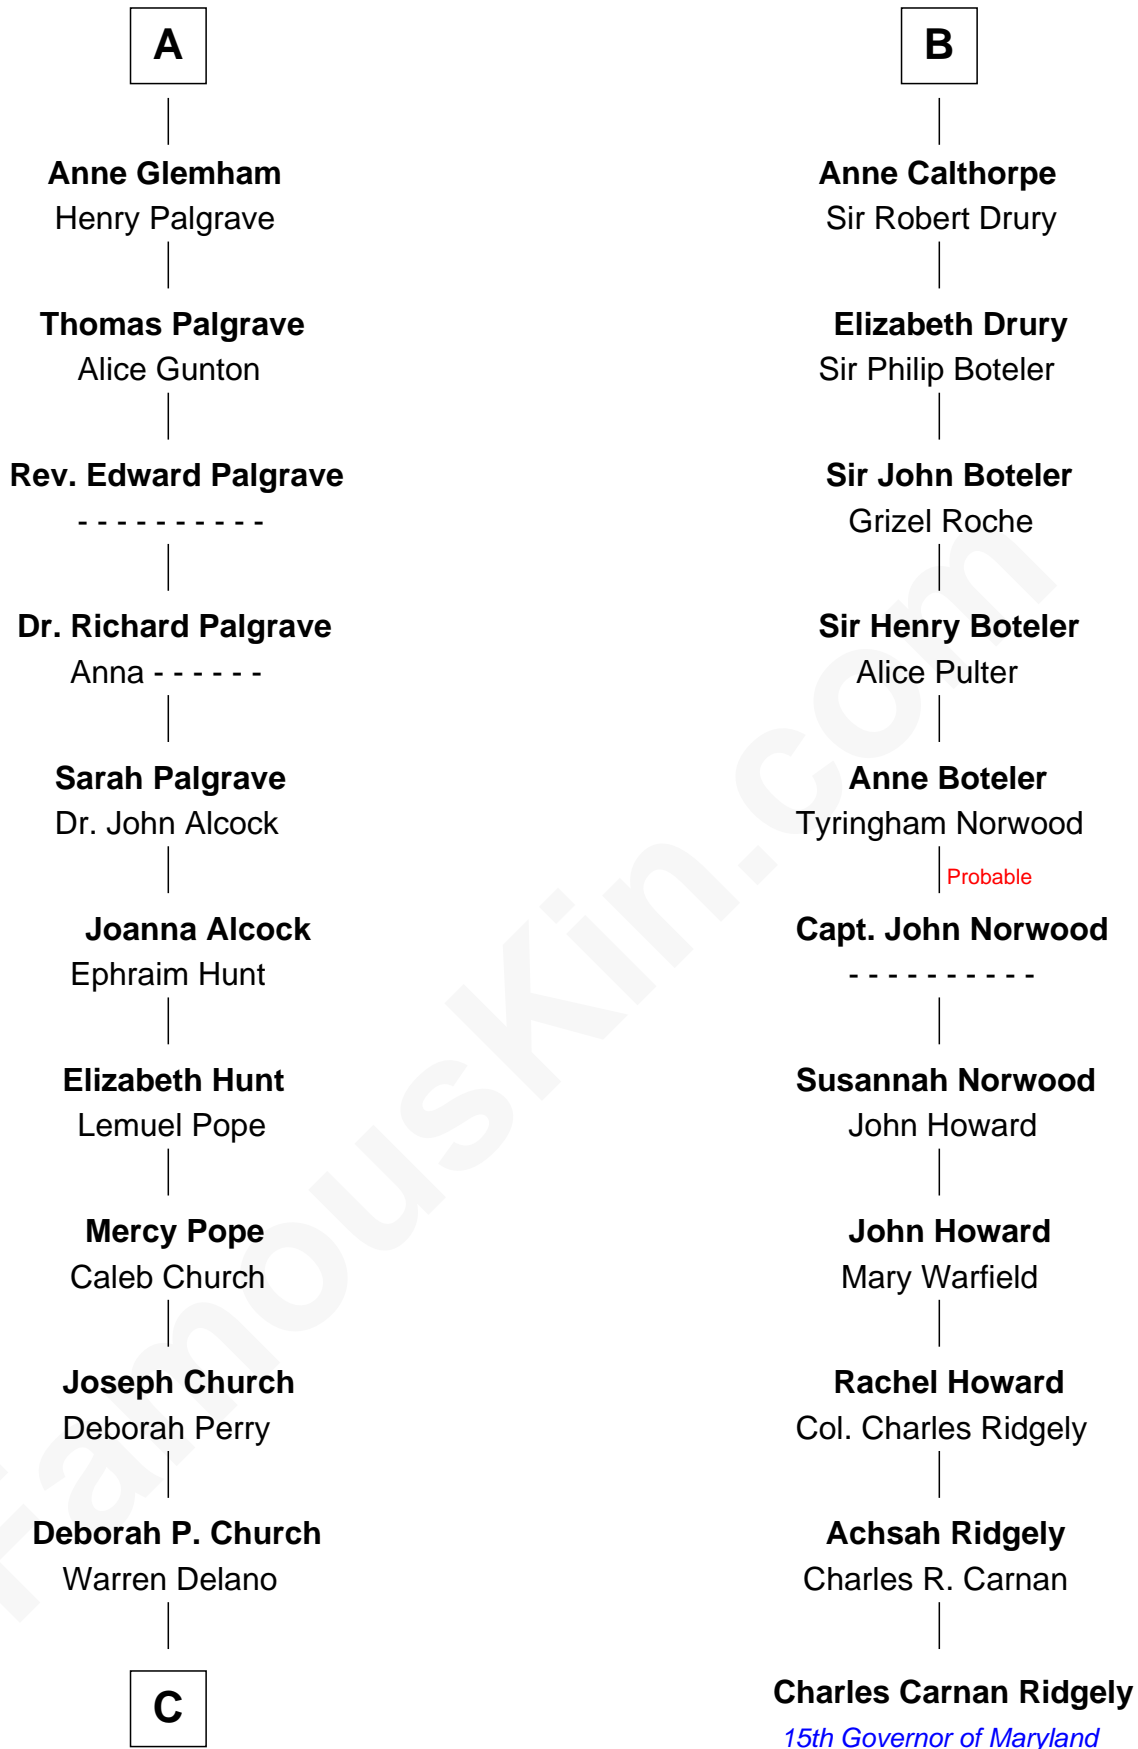 A
Anne Glemham
Henry Palgrave
Thomas Palgrave
Alice Gunton
Rev. Edward Palgrave
- - - - - - - - - -
Dr. Richard Palgrave
Anna - - - - - -
Sarah Palgrave
Dr. John Alcock
Joanna Alcock
Ephraim Hunt
Elizabeth Hunt
Lemuel Pope
Mercy Pope
Caleb Church
Joseph Church
Deborah Perry
Deborah P. Church
Warren Delano
C
B
Anne Calthorpe
Sir Robert Drury
Elizabeth Drury
Sir Philip Boteler
Sir John Boteler
Grizel Roche
Sir Henry Boteler
Alice Pulter
Anne Boteler
Tyringham Norwood
Probable
Capt. John Norwood
- - - - - - - - - -
Susannah Norwood
John Howard
John Howard
Mary Warfield
Rachel Howard
Col. Charles Ridgely
Achsah Ridgely
Charles R. Carnan
Charles Carnan Ridgely
15th Governor of Maryland
FamousKin.com